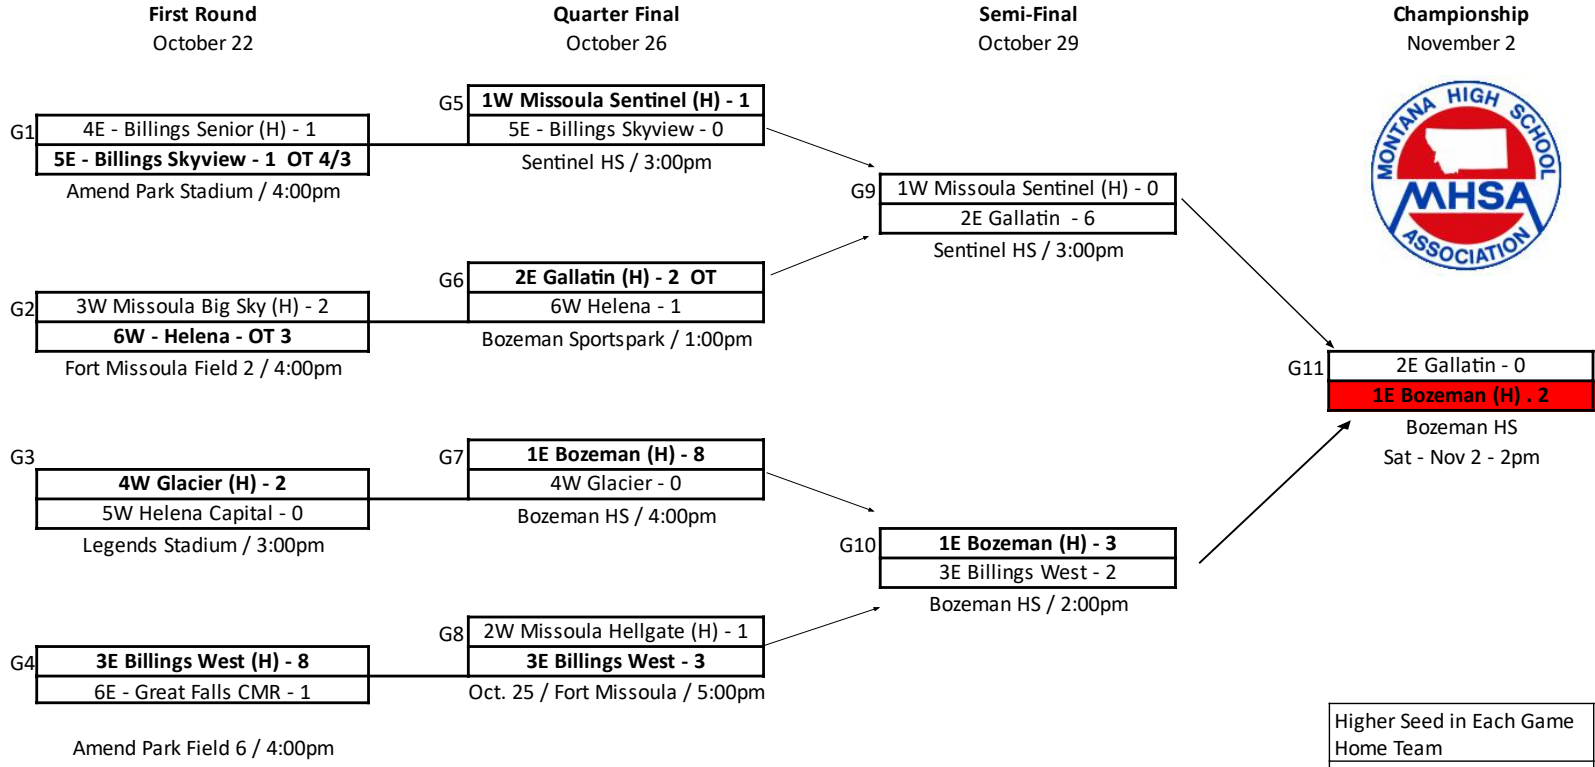 First Round
October 22
Quarter Final
October 26
Semi-Final
October 29
Championship
November 2
G1
4E - Billings Senior (H) - 1
5E - Billings Skyview - 1 OT 4/3
Amend Park Stadium / 4:00pm
G2
3W Missoula Big Sky (H) - 2
6W - Helena - OT 3
Fort Missoula Field 2 / 4:00pm
G3
4W Glacier (H) - 2
5W Helena Capital - 0
Legends Stadium / 3:00pm
G4
3E Billings West (H) - 8
6E - Great Falls CMR - 1
Amend Park Field 6 / 4:00pm
G5
1W Missoula Sentinel (H) - 1
5E - Billings Skyview - 0
Sentinel HS / 3:00pm
G6
2E Gallatin (H) - 2 OT
6W Helena - 1
Bozeman Sportspark / 1:00pm
G7
1E Bozeman (H) - 8
4W Glacier - 0
Bozeman HS / 4:00pm
G8
2W Missoula Hellgate (H) - 1
3E Billings West - 3
Oct. 25 / Fort Missoula / 5:00pm
G9
1W Missoula Sentinel (H) - 0
2E Gallatin - 6
Sentinel HS / 3:00pm
G10
1E Bozeman (H) - 3
3E Billings West - 2
Bozeman HS / 2:00pm
MONTANA HIGH SCHOOL
MHSA
ASSOCIATION
G11
2E Gallatin - 0
1E Bozeman (H) . 2
Bozeman HS
Sat - Nov 2 - 2pm
Higher Seed in Each Game
Home Team